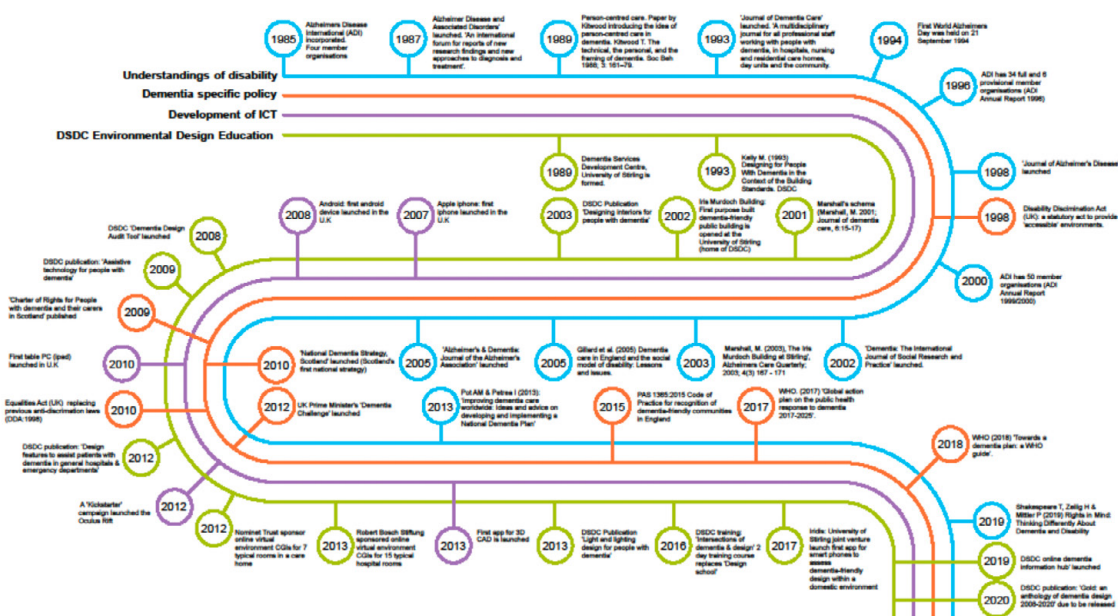 1985
Alzheimers Disease
International (ADI)
incorporated.
Four member
organisations
1987
Alzheimer Disease and
Associated Disorders'
launched. 'An international
forum for reports of new
research findings and new
approaches to diagnosis and
treatment'.
1989
Person-centred care. Paper by
Kitwood introducing the idea of
person-centred care in
dementia. Kitwood T. The
technical, the personal, and the
framing of dementia. Soc Beh
1988; 3: 161–79.
1993
'Journal of Dementia Care'
launched. 'A multidisciplinary
journal for all professional staff
working with people with
dementia, in hospitals, nursing
and residential care homes,
day units and the community.
1994
First World Alzheimers
Day was held on 21
September 1994
Understandings of disability
Dementia specific policy
Development of ICT
DSDC Environmental Design Education
1996
ADI has 34 full and 6
provisional member
organisations (ADI
Annual Report 1996)
1989
Dementia Services
Development Centre,
University of Stirling is
formed.
1993
Kelly M. (1993)
Designing for People
With Dementia in the
Context of the Building
Standards. DSDC
1998
'Journal of Alzheimer's Disease
launched
1998
Disability Discrimination Act
(UK): a statutory act to provide
'accessible' environments.
2008
Android: first android
device launched in the
U.K
2007
Apple iphone: first
iphone launched in the
U.K
2003
DSDC Publication
'Designing interiors for
people with dementia'
2002
Iris Murdoch Building:
First purpose built
dementia-friendly
public building is
opened at the
University of Stirling
(home of DSDC)
2001
Marshall's schema
(Marshall, M. 2001;
Journal of dementia
care, 6:15-17)
DSDC 'Dementia Design
Audit Tool' launched
2008
DSDC publication: 'Assistive
technology for people with
dementia'
2009
2000
ADI has 50 member
organisations (ADI
Annual Report
1999/2000)
'Charter of Rights for People
with dementia and their carers
in Scotland' published
2009
First table PC (ipad)
launched in U.K
2010
2010
'National Dementia Strategy,
Scotland' launched (Scotland's
first national strategy)
2005
'Alzheimer's & Dementia:
Journal of the Alzheimer's
Association' launched
2005
Gilliard et al. (2005) Dementia
care in England and the social
model of disability: Lessons
and issues.
2003
Marshall, M. (2003), The Iris
Murdoch Building at Stirling',
Alzheimers Care Quarterly,
2003; 4(3) 167 - 171
2002
'Dementia: The International
Journal of Social Research and
Practice' launched.
Equalities Act (UK) replacing
previous anti-discrimation laws
(DDA:1998)
2010
2012
UK Prime Minister's 'Dementia
Challenge' launched
2013
Pot AM & Petrea I (2013):
'Improving dementia care
worldwide: Ideas and advice on
developing and implementing a
National Dementia Plan'
2015
PAS 1365:2015 Code of
Practice for recognition of
dementia-friendly communities
in England
2017
WHO. (2017) 'Global action
plan on the public health
response to dementia
2017-2025'.
2018
WHO (2018) 'Towards a
dementia plan: a WHO
guide'.
DSDC publication: 'Design
features to assist patients with
dementia in general hospitals &
emergency departments'
2012
A 'Kickstarter'
campaign launched the
Oculus Rift
2012
2012
Nominet Trust sponsor
online virtual
environment CGIs for 7
typical rooms in a care
home
2013
Robert Bosch Stiftung
sponsored online
virtual environment
CGIs for 15 typical
hospital rooms
2013
First app for 3D
CAD is launched
2013
DSDC Publication
'Light and lighting
design for people with
dementia'
2016
DSDC training:
'Intersections of
dementia & design' 2
day training course
replaces 'Design
school'
2017
Iridis: University of
Stirling joint venture
launch first app for
smart phones to
assess
dementia-friendly
design within a
domestic environment
2019
Shakespeare T, Zeilig H &
Mittler P (2019) Rights in Mind:
Thinking Differently About
Dementia and Disability
2019
DSDC online dementia
information hub' launched
2020
DSDC publication: 'Gold: an
anthology of dementia design
2008-2020' due to be released